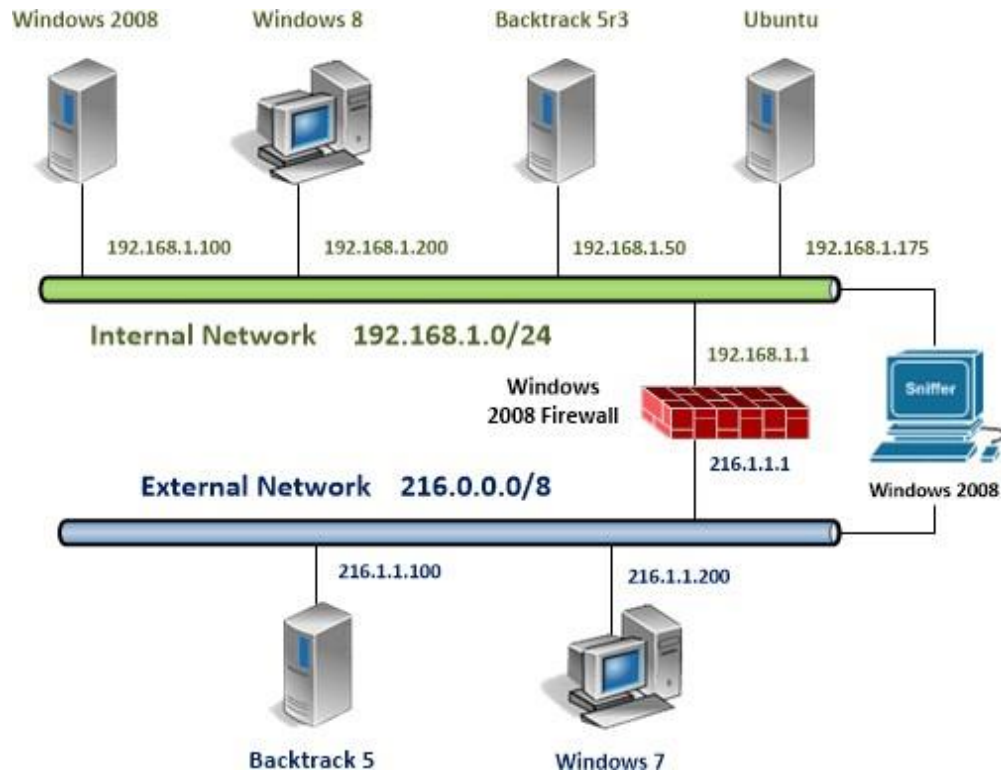 Windows 2008
Windows 8
Backtrack 5r3
Ubuntu
192.168.1.100
192.168.1.200
192.168.1.50
192.168.1.175
Internal Network 192.168.1.0/24
192.168.1.1
Windows
2008 Firewall
Sniffer
216.1.1.1
External Network 216.0.0.0/8
Windows 2008
216.1.1.100
216.1.1.200
Backtrack 5
Windows 7